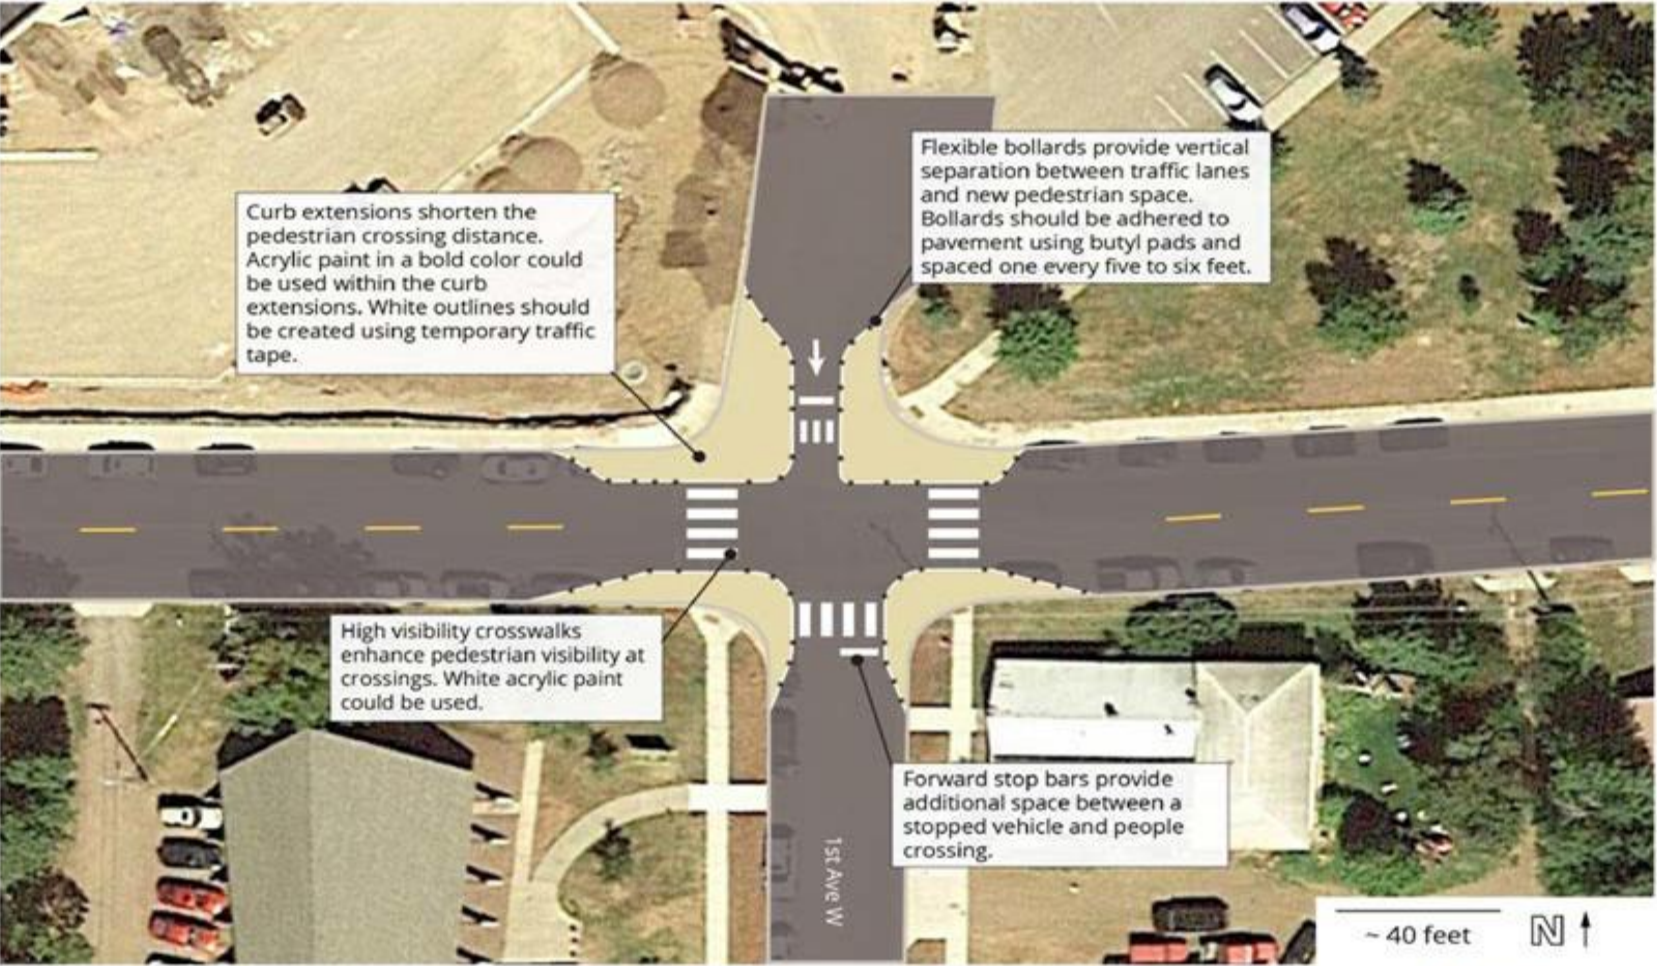 Flexible bollards provide vertical
separation between traffic lanes
and new pedestrian space.
Bollards should be adhered to
pavement using butyl pads and
spaced one every five to six feet.
Curb extensions shorten the
pedestrian crossing distance.
Acrylic paint in a bold color could
be used within the curb
extensions. White outlines should
be created using temporary traffic
tape.
High visibility crosswalks
enhance pedestrian visibility at
crossings. White acrylic paint
could be used.
Forward stop bars provide
additional space between a
stopped vehicle and people
crossing.
1st Ave W
~ 40 feet
N